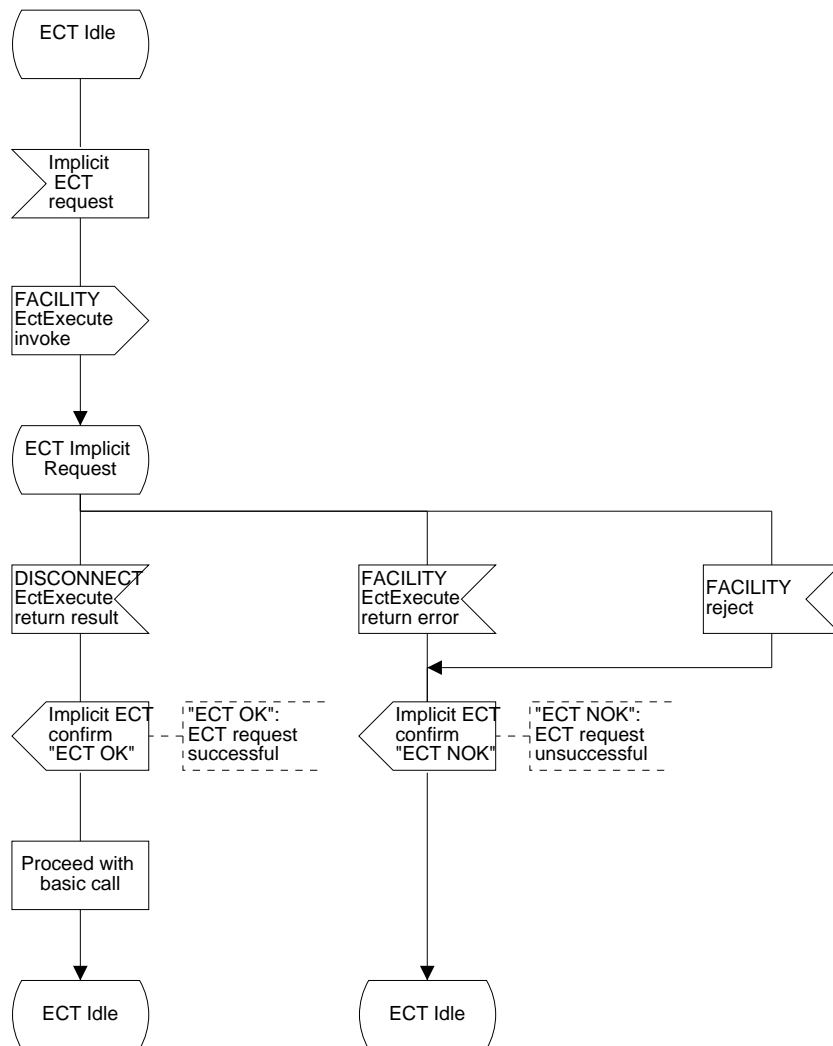 ECT Idle
Implicit
ECT
request
FACILITY
EctExecute
invoke
ECT Implicit
Request
DISCONNECT
EctExecute
return result
FACILITY
EctExecute
return error
FACILITY
reject
Implicit ECT
confirm
"ECT OK"
"ECT OK":
ECT request
successful
Implicit ECT
confirm
"ECT NOK"
"ECT NOK":
ECT request
unsuccessful
Proceed with
basic call
ECT Idle
ECT Idle